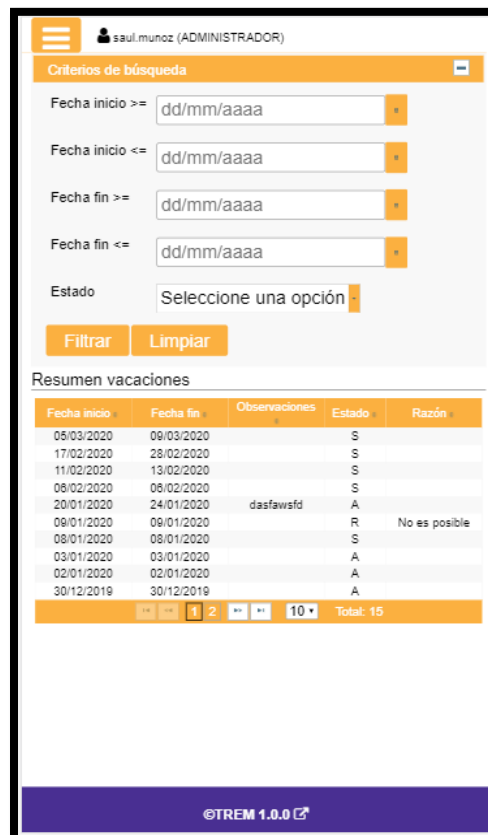 saul.munoz (ADMINISTRADOR)
Criterios de búsqueda
Fecha inicio >= dd/mm/aaaa
Fecha inicio <= dd/mm/aaaa
Fecha fin >= dd/mm/aaaa
Fecha fin <= dd/mm/aaaa
Estado Seleccione una opción
Filtrar Limpiar
Resumen vacaciones
Fecha inicio Fecha fin Observaciones Estado Razón
05/03/2020 09/03/2020 S
17/02/2020 28/02/2020 S
11/02/2020 13/02/2020 S
06/02/2020 06/02/2020 S
20/01/2020 24/01/2020 dasfawsfd A
09/01/2020 09/01/2020 R No es posible
08/01/2020 08/01/2020 S
03/01/2020 03/01/2020 A
02/01/2020 02/01/2020 A
30/12/2019 30/12/2019 A
1 2 10 Total: 15
©TREM 1.0.0